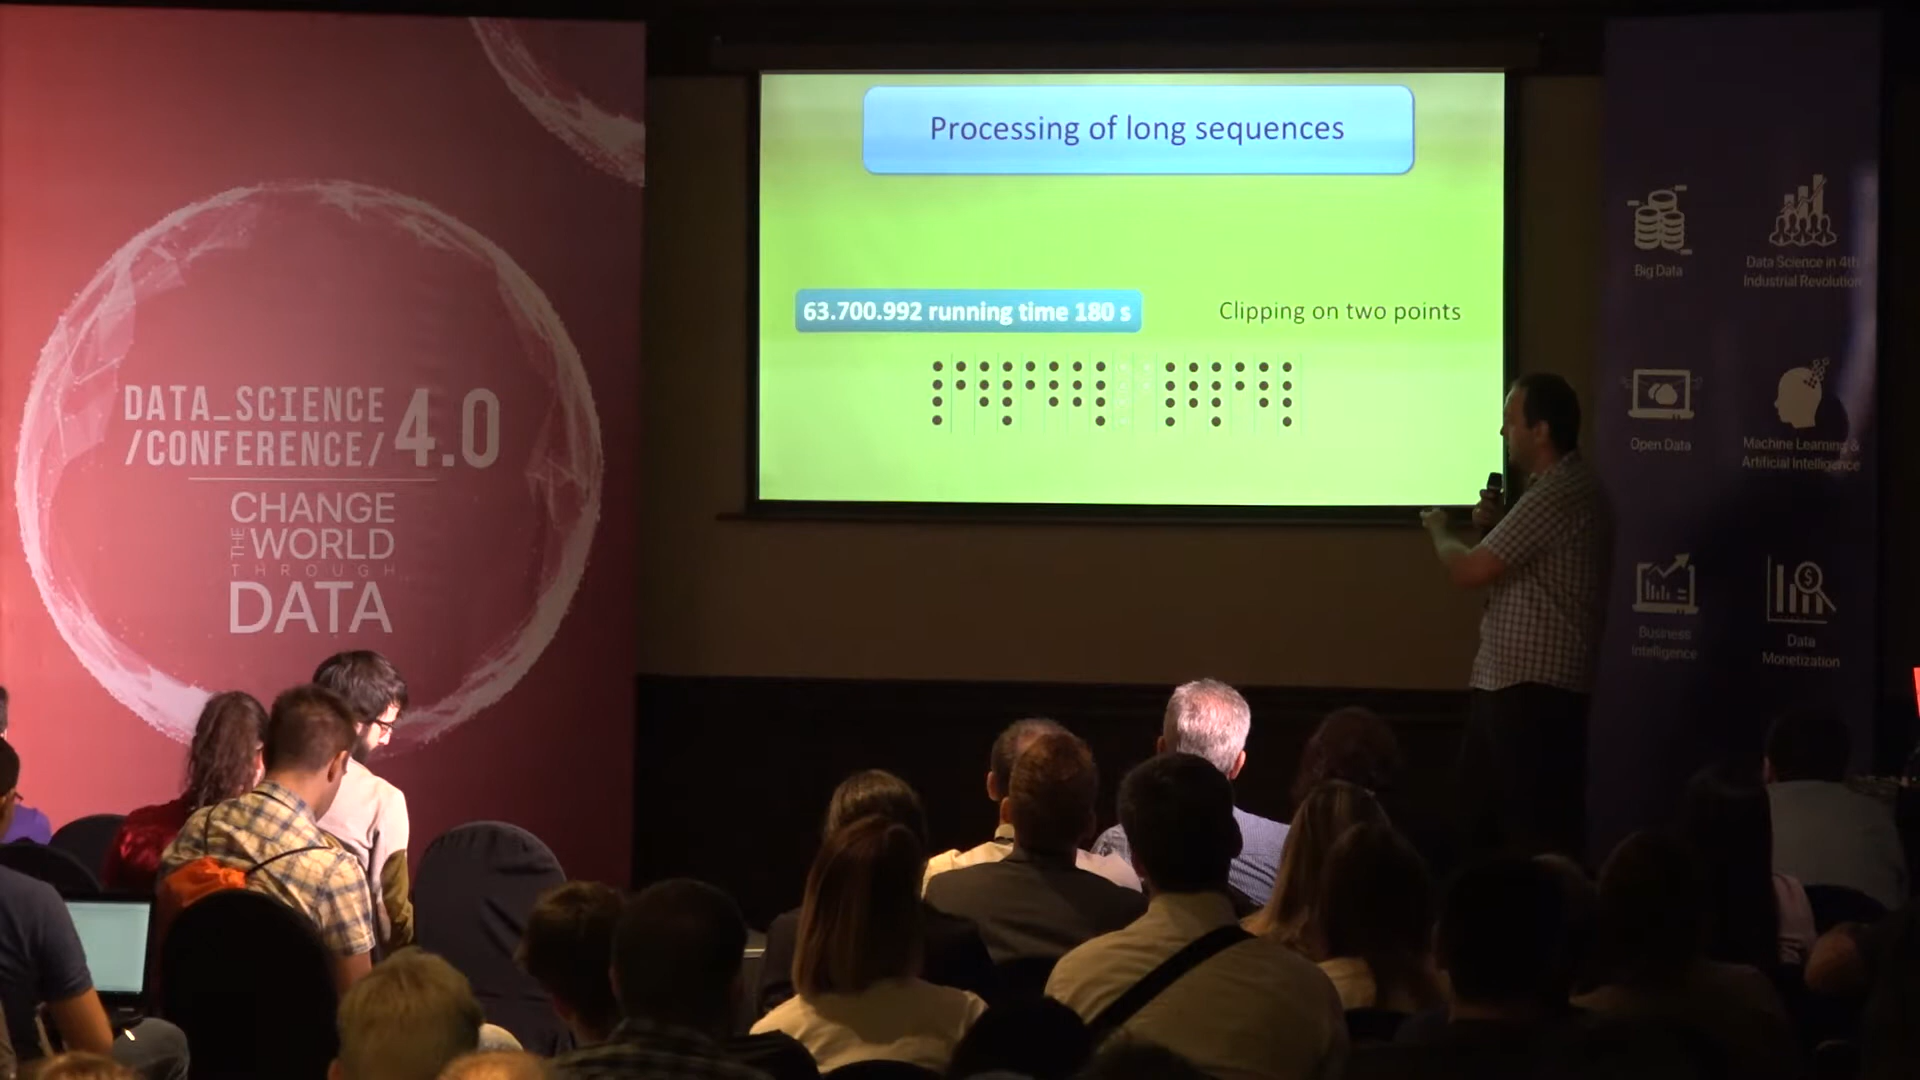 DATA_SCIENCE
/CONFERENCE/ 4.0
CHANGE
THE WORLD
THROUGH
DATA
Processing of long sequences
63.700.992 running time 180 s
Clipping on two points
Big Data
Data Science in 4th
Industrial Revolution
Open Data
Machine Learning &
Artificial Intelligence
Business
Intelligence
Data
Monetization